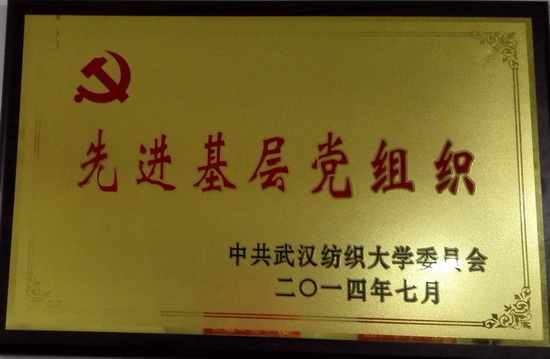 先进基层党组织
中共武汉纺织大学委员会
二〇一四年七月